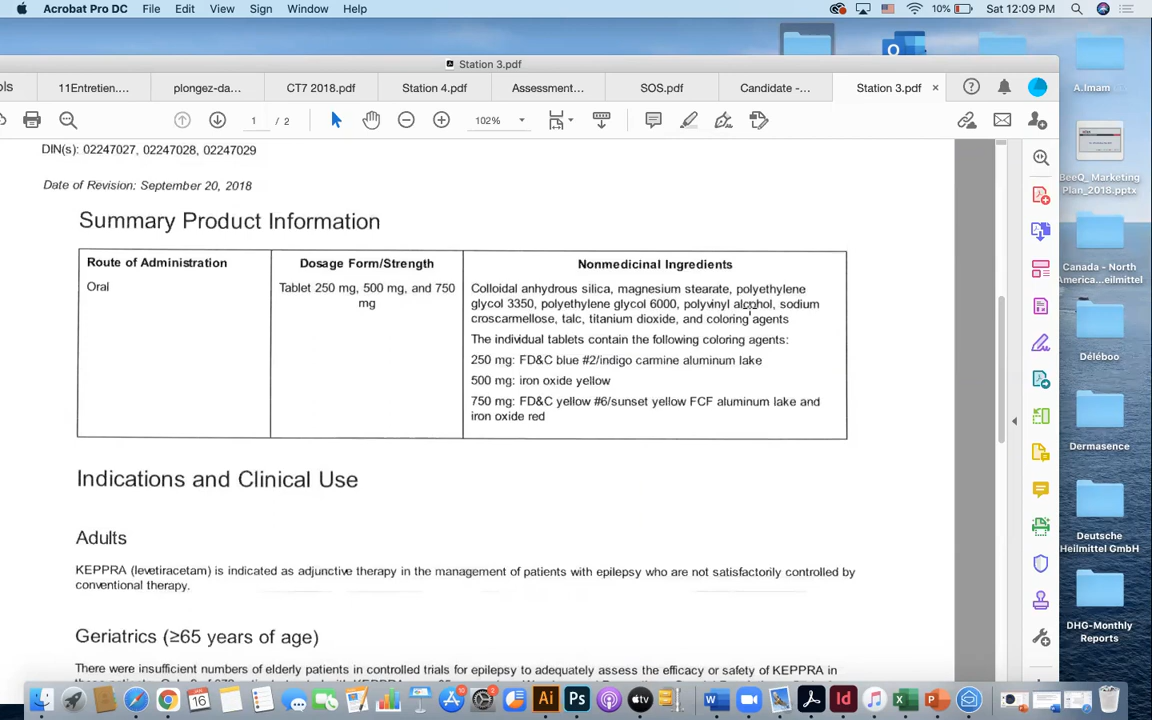 Acrobat Pro DC File Edit View Sign Window Help 10% Sat 12:09 PM
Station 3.pdf
ols 11Entretien.... plongez-da... CT7 2018.pdf Station 4.pdf Assessment... SOS.pdf Candidate -... Station 3.pdf ×
1 / 2 102%
DIN(s): 02247027, 02247028, 02247029
Date of Revision: September 20, 2018
Summary Product Information
Route of Administration Dosage Form/Strength Nonmedicinal Ingredients
Oral Tablet 250 mg, 500 mg, and 750 Colloidal anhydrous silica, magnesium stearate, polyethylene
mg glycol 3350, polyethylene glycol 6000, polyvinyl alcohol, sodium
croscarmellose, talc, titanium dioxide, and coloring agents
The individual tablets contain the following coloring agents:
250 mg: FD&C blue #2/indigo carmine aluminum lake
500 mg: iron oxide yellow
750 mg: FD&C yellow #6/sunset yellow FCF aluminum lake and
iron oxide red
Indications and Clinical Use
Adults
KEPPRA (levetiracetam) is indicated as adjunctive therapy in the management of patients with epilepsy who are not satisfactorily controlled by
conventional therapy.
Geriatrics (≥65 years of age)
There were insufficient numbers of elderly patients in controlled trials for epilepsy to adequately assess the efficacy or safety of KEPPRA in
A.Imam
BeeQ_ Marketing
Plan_2018.pptx
Canada - North
America...eilmittel
Déléboo
Dermasence
Deutsche
Heilmittel GmbH
DHG-Monthly
Reports
16
Ai
Ps
tv
W
Id
X
P